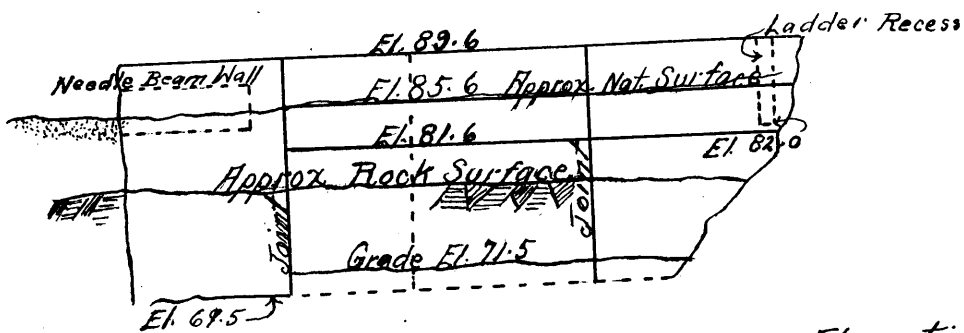 Ladder Recess
El. 89.6
Needle Beam Wall
El. 85.6 Approx. Nat. Surface
El. 81.6
El. 82.0
Approx. Rock Surface
Joint
Joint
Grade El. 71.5
El. 69.5